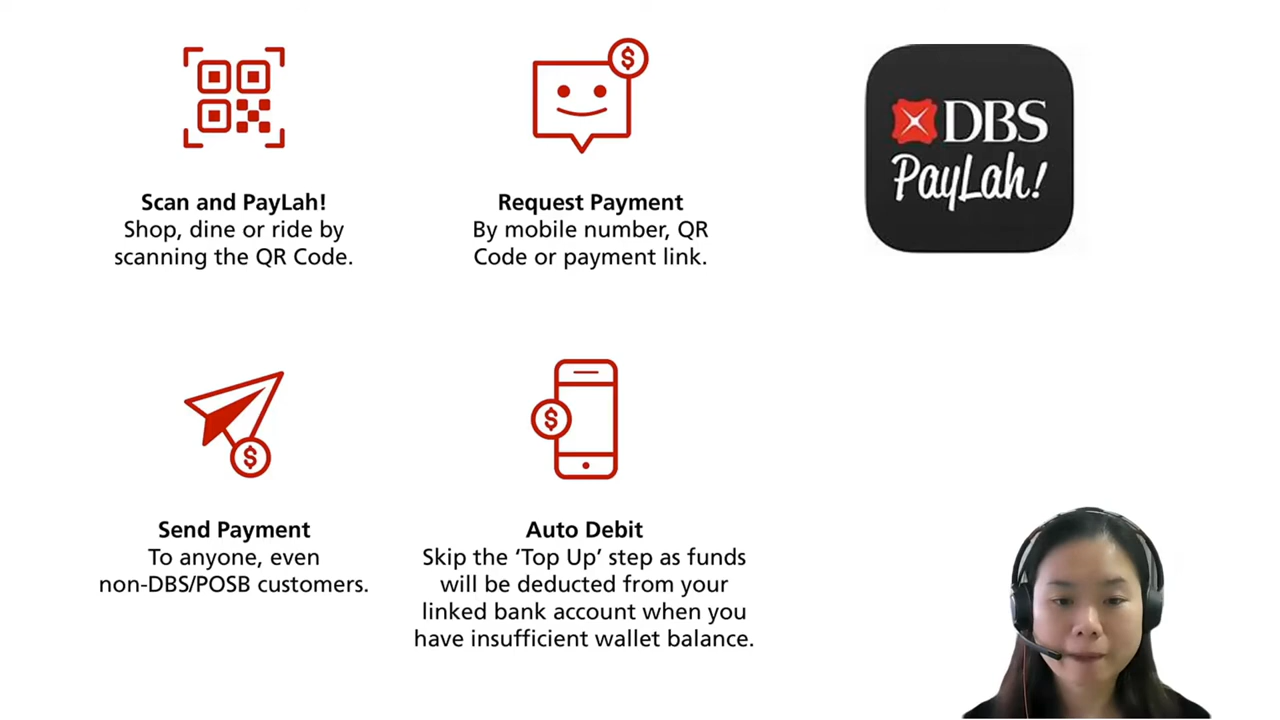 Scan and PayLah!
Shop, dine or ride by
scanning the QR Code.
$
Request Payment
By mobile number, QR
Code or payment link.
DBS
PayLah!
$
Send Payment
To anyone, even
non-DBS/POSB customers.
$
Auto Debit
Skip the ‘Top Up’ step as funds
will be deducted from your
linked bank account when you
have insufficient wallet balance.